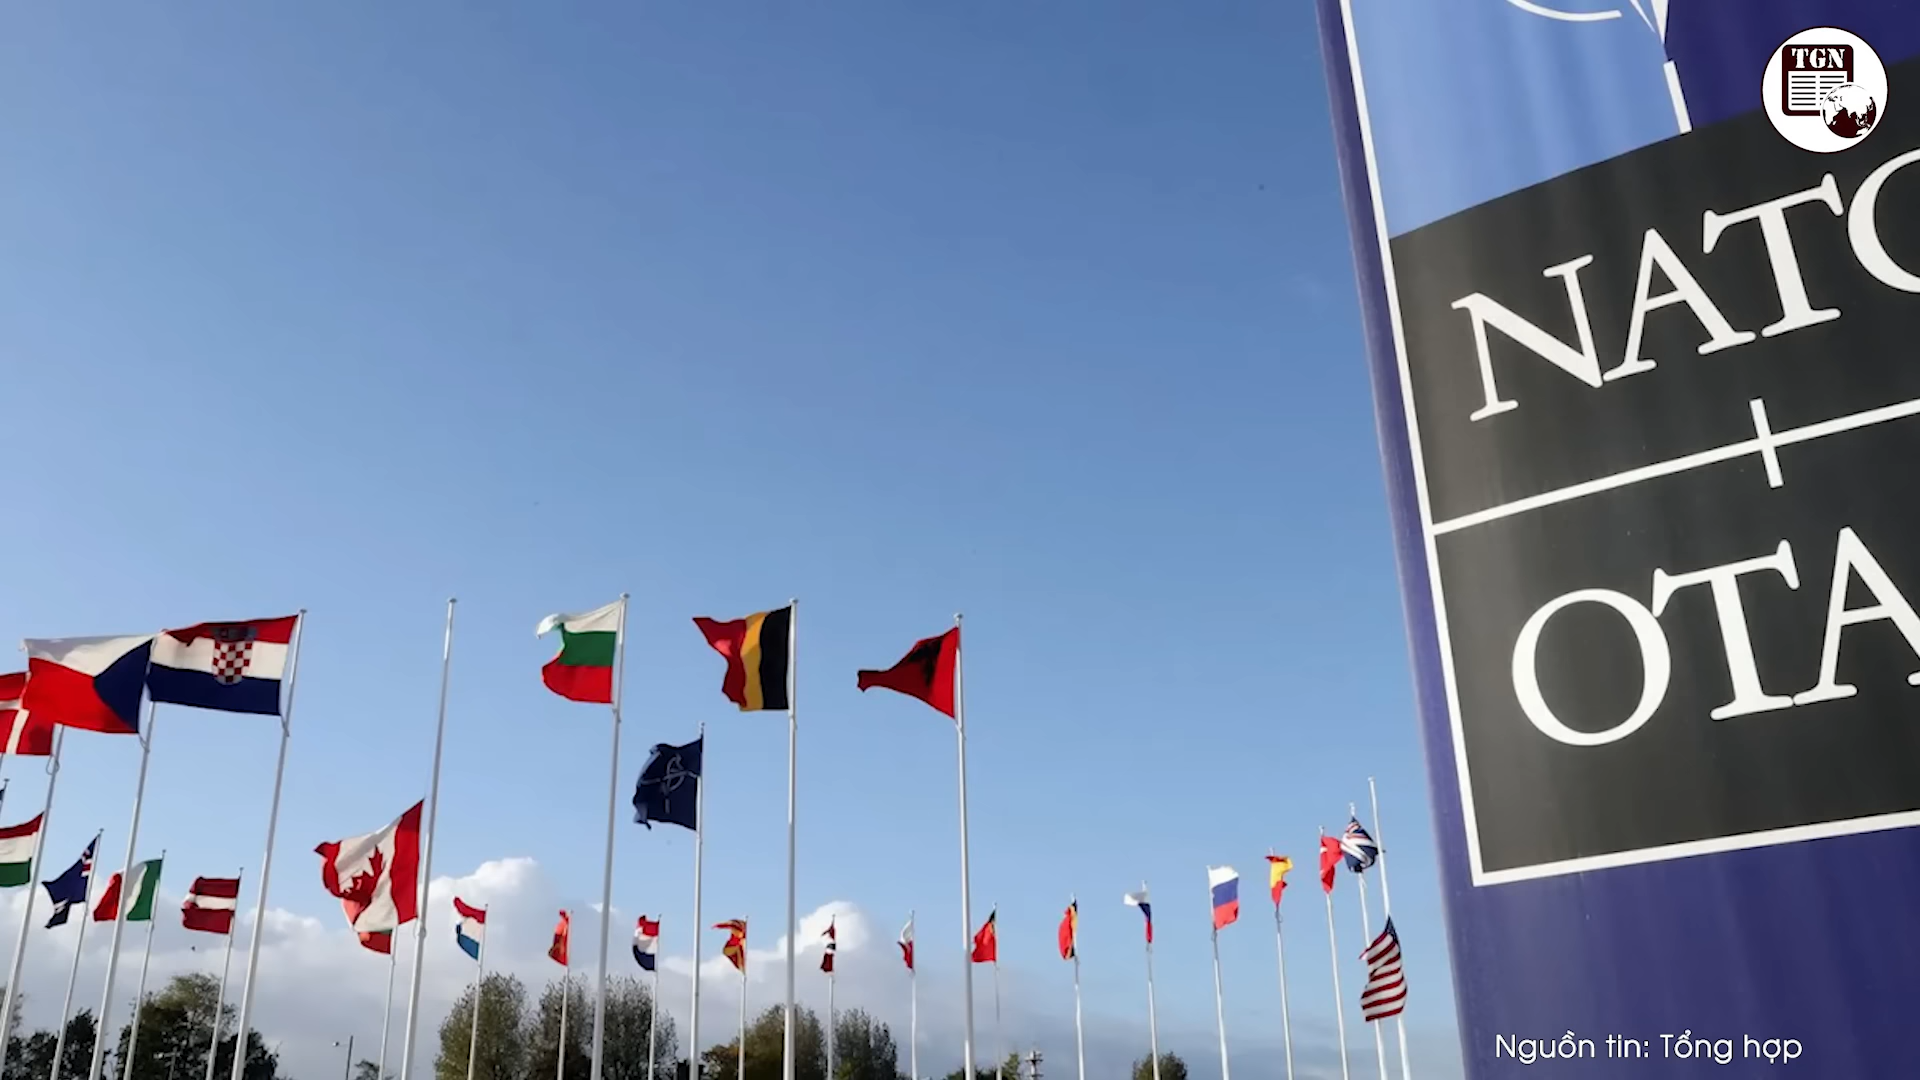 TGN
NATO
OTA
Nguồn tin: Tổng hợp